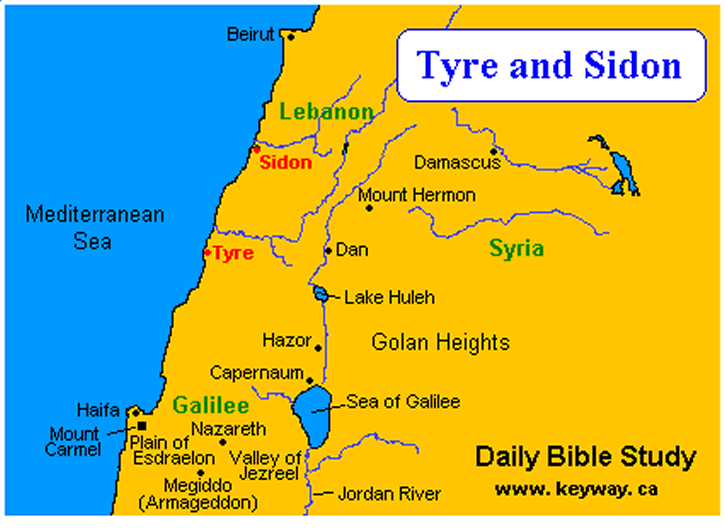 Beirut
Tyre and Sidon
Lebanon
Sidon
Damascus
Mount Hermon
Mediterranean
Sea
Syria
Tyre
Dan
Lake Huleh
Hazor
Golan Heights
Capernaum
Sea of Galilee
Haifa
Galilee
Mount
Carmel
Plain of
Esdraelon
Nazareth
Valley of
Jezreel
Megiddo
(Armageddon)
Jordan River
Daily Bible Study
www.keyway.ca